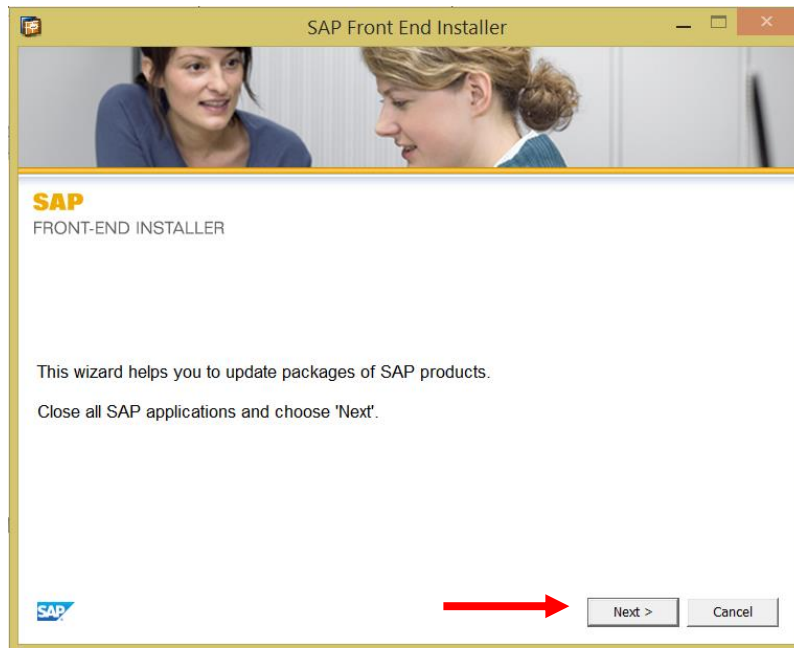 SAP Front End Installer
SAP
FRONT-END INSTALLER
This wizard helps you to update packages of SAP products.
Close all SAP applications and choose 'Next'.
SAP
Next >
Cancel